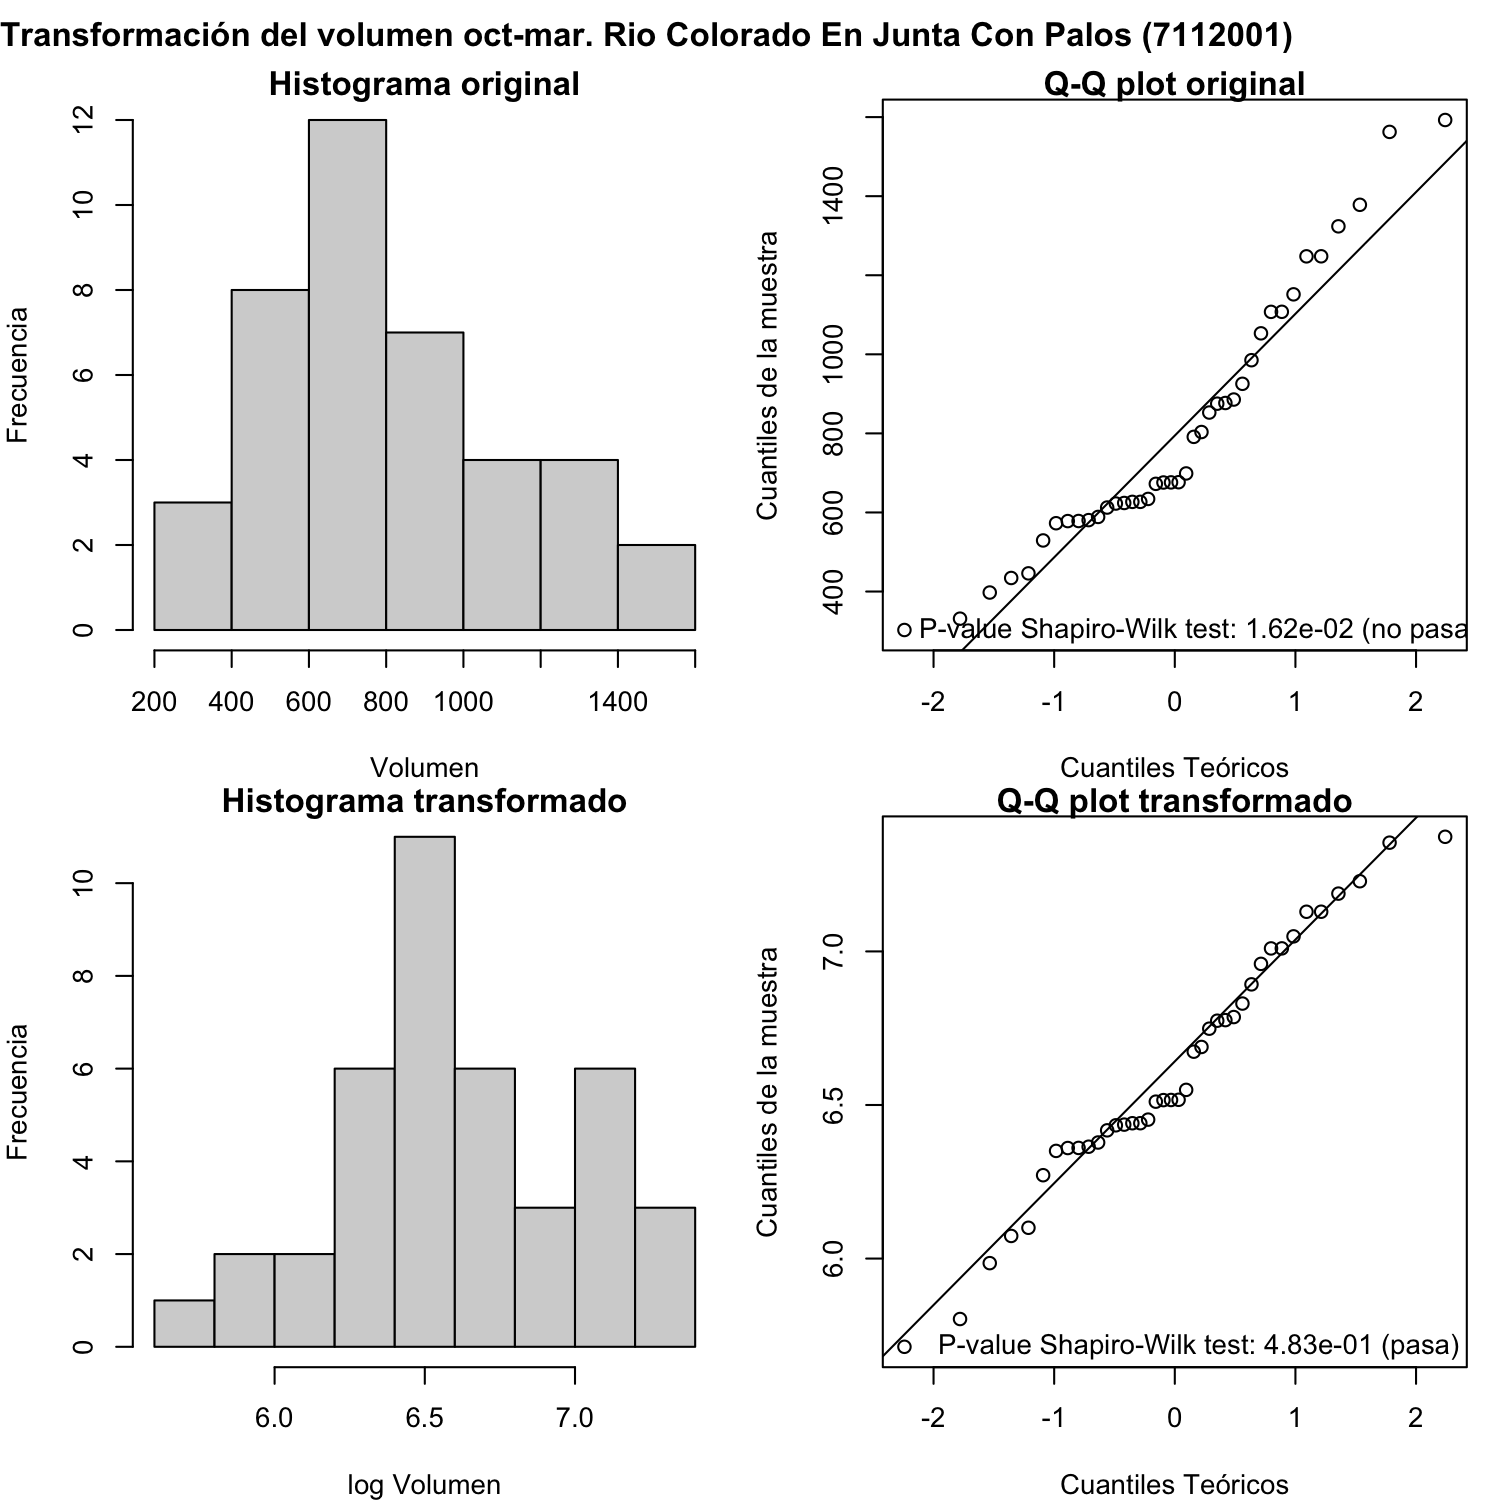 Transformación del volumen oct-mar. Rio Colorado En Junta Con Palos (7112001)
Histograma original
Frecuencia
0 2 4 6 8 10 12
200 400 600 800 1000 1400
Volumen
Q-Q plot original
Cuantiles de la muestra
400 600 800 1000 1400
P-value Shapiro-Wilk test: 1.62e-02 (no pasa
-2 -1 0 1 2
Cuantiles Teóricos
Histograma transformado
Frecuencia
0 2 4 6 8 10
6.0 6.5 7.0
log Volumen
Q-Q plot transformado
Cuantiles de la muestra
6.0 6.5 7.0
P-value Shapiro-Wilk test: 4.83e-01 (pasa)
-2 -1 0 1 2
Cuantiles Teóricos